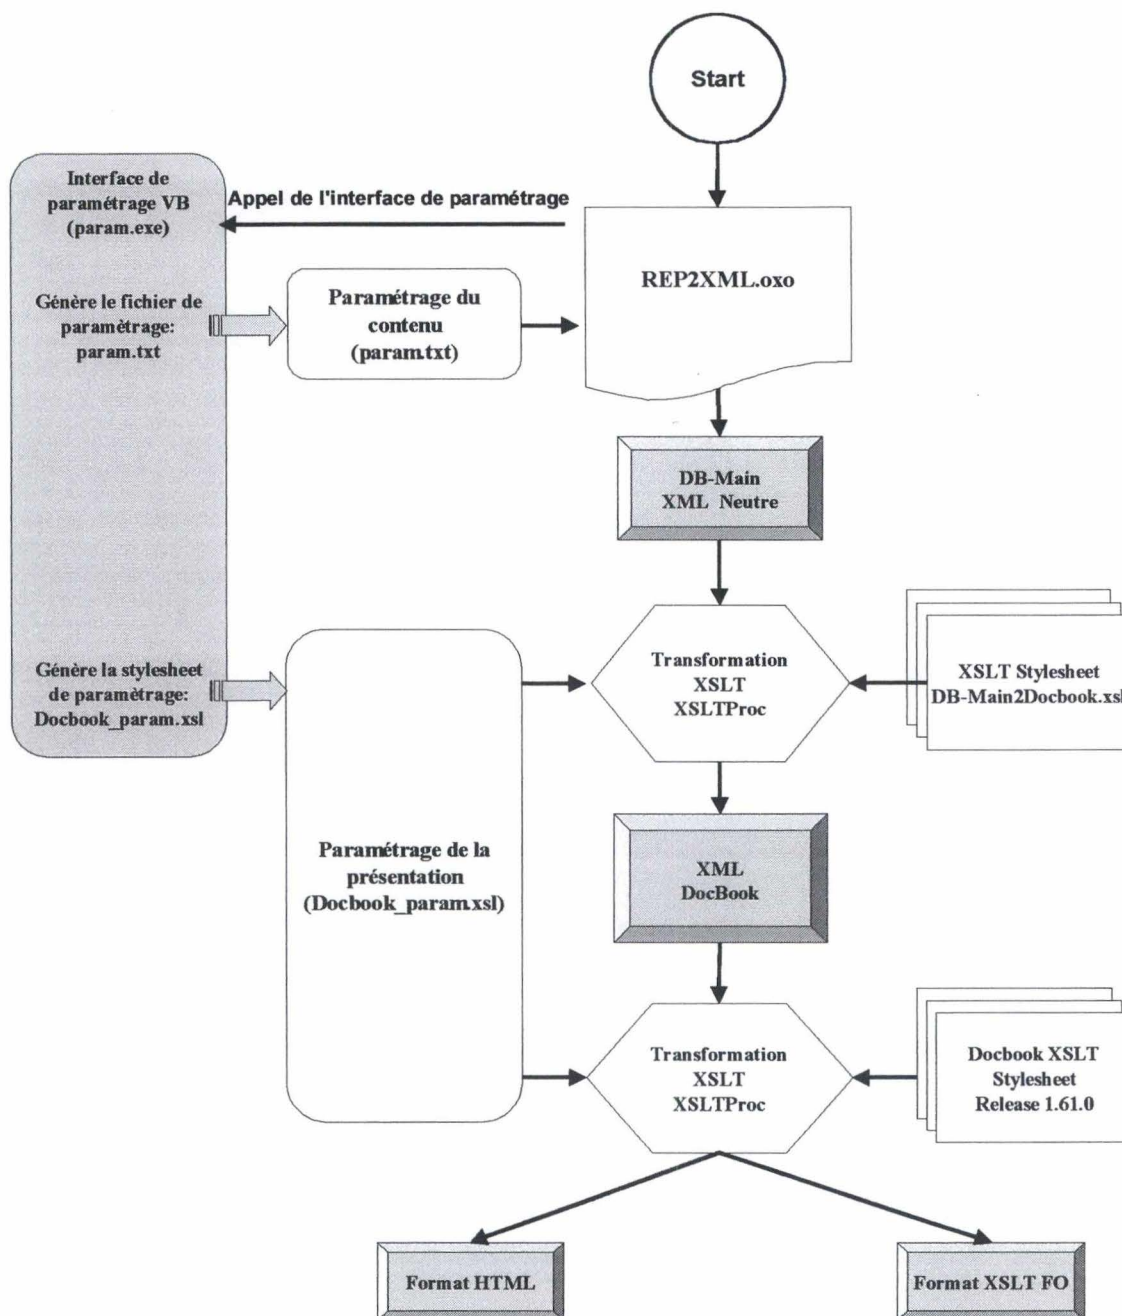 Start
Interface de
paramétrage VB
(param.exe)
Appel de l'interface de paramétrage
REP2XML.oxo
Génère le fichier de
paramètrage:
param.txt
Paramétrage du
contenu
(param.txt)
DB-Main
XML Neutre
Génère la stylesheet
de paramètrage:
Docbook_param.xsl
Transformation
XSLT
XSLTProc
XSLT Stylesheet
DB-Main2Docbook.xsl
Paramétrage de la
présentation
(Docbook_param.xsl)
XML
DocBook
Transformation
XSLT
XSLTProc
Docbook XSLT
Stylesheet
Release 1.61.0
Format HTML
Format XSLT FO